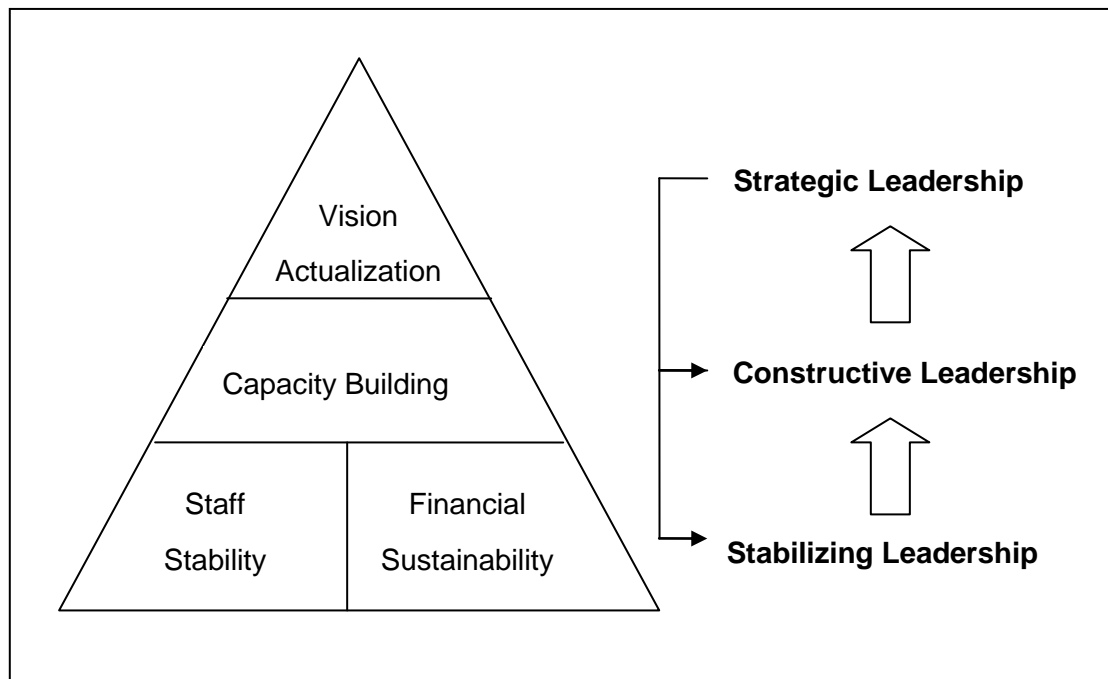 Vision
Actualization
Capacity Building
Staff
Stability
Financial
Sustainability
Strategic Leadership
Constructive Leadership
Stabilizing Leadership